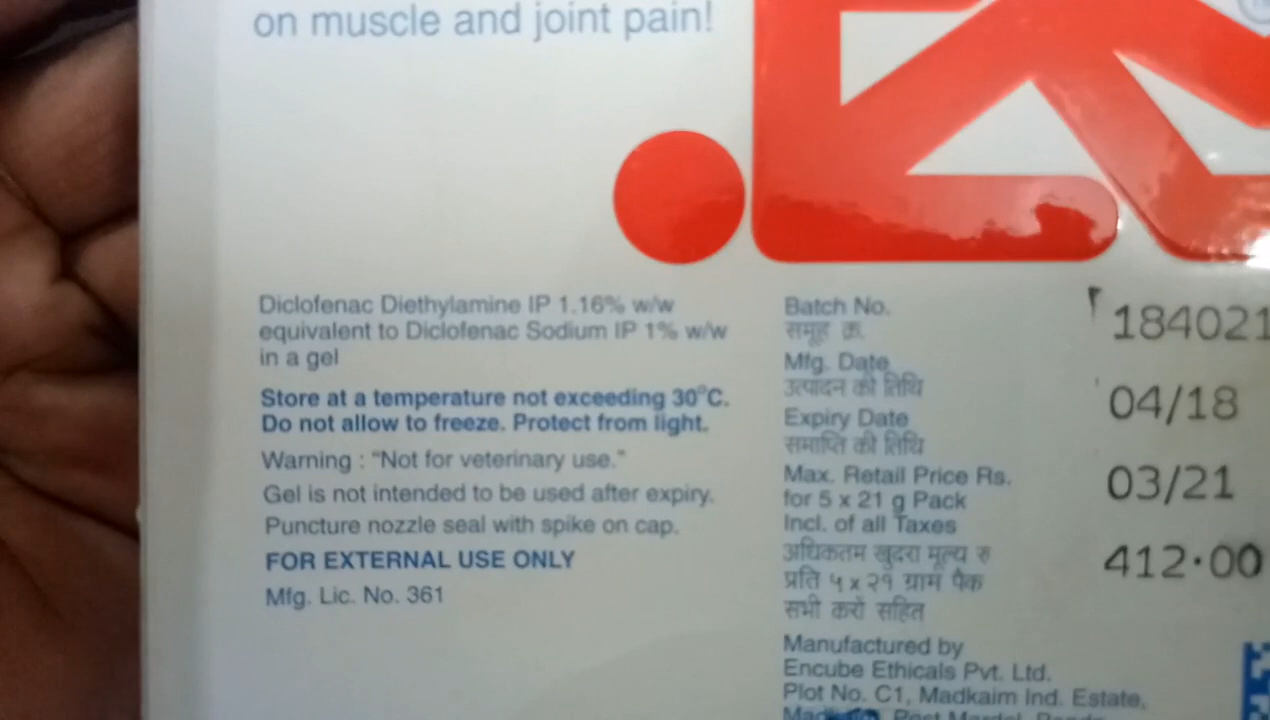 on muscle and joint pain!
Diclofenac Diethylamine IP 1.16% w/w
equivalent to Diclofenac Sodium IP 1% w/w
in a gel
Store at a temperature not exceeding 30°C.
Do not allow to freeze. Protect from light.
Warning : "Not for veterinary use."
Gel is not intended to be used after expiry.
Puncture nozzle seal with spike on cap.
FOR EXTERNAL USE ONLY
Mfg. Lic. No. 361
Batch No.
समूह क्र.
Mfg. Date
उत्पादन की तिथि
Expiry Date
समाप्ति की तिथि
Max. Retail Price Rs.
for 5 x 21 g Pack
Incl. of all Taxes
अधिकतम खुदरा मूल्य रु
प्रति ५ x २१ ग्राम पैक
सभी करों सहित
184021
04/18
03/21
412.00
Manufactured by
Encube Ethicals Pvt. Ltd.
Plot No. C1, Madkaim Ind. Estate,